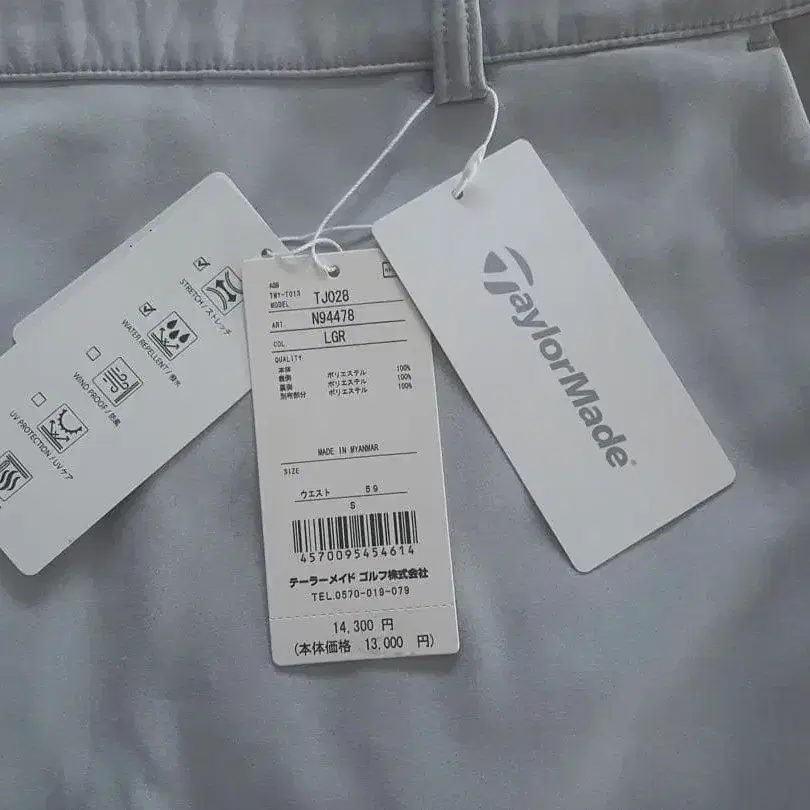 STRETCH/ストレッチ
WATER REPELLENT/撥水
WIND PROOF/防風
UV PROTECTION/UVケア
ABB
TMY-T013
MODEL TJ028
ART. N94478
COL. LGR
QUALITY:
本体
表側 ポリエステル 100%
裏側 ポリエステル 100%
別布部分 ポリエステル 100%
MADE IN MYANMAR
SIZE
ウエスト 69
S
4570095454614
テーラーメイド ゴルフ株式会社
TEL.0570-019-079
14,300 円
(本体価格 13,000 円)
TaylorMade